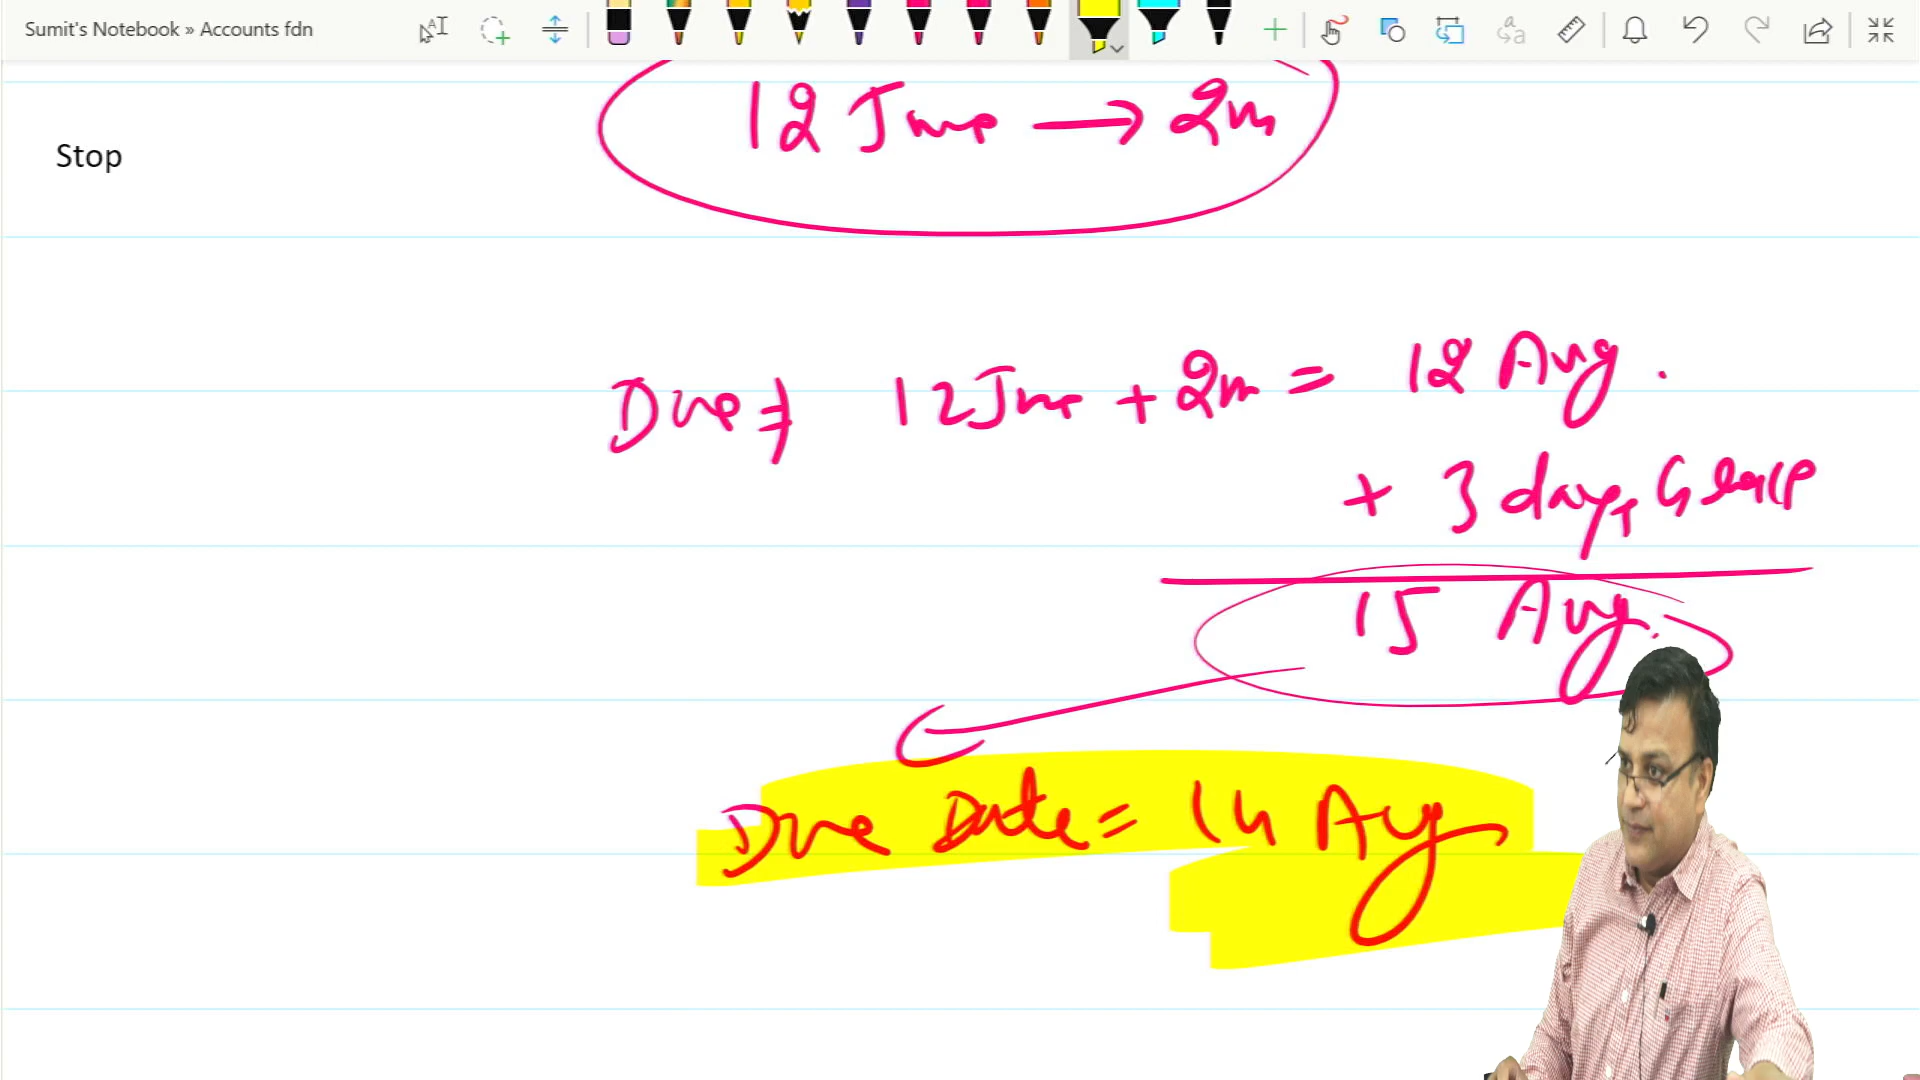 Sumit's Notebook » Accounts fdn
12 June → 2m
Stop
Due ⇒ 12 June + 2m = 12 Aug.
+ 3 days Grace
15 Aug.
Due Date = 14 Aug